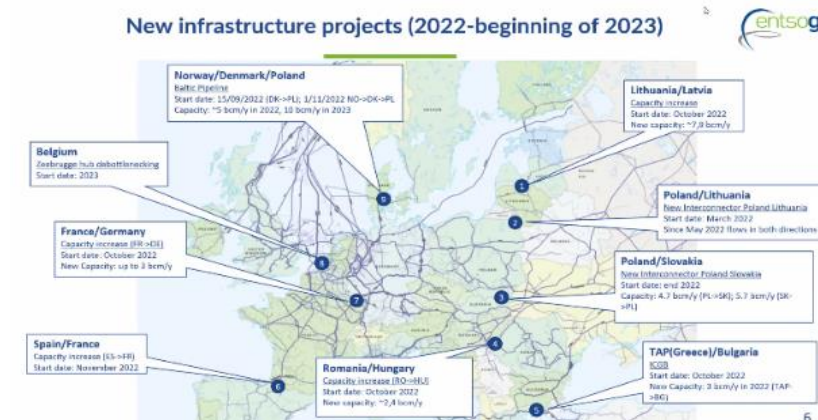 New infrastructure projects (2022-beginning of 2023)
entsog
Norway/Denmark/Poland
Baltic Pipeline
Start date: 15/09/2022 (DK->PL); 1/11/2022 NO->DK->PL
Capacity: ~5 bcm/y in 2022, 10 bcm/y in 2023
Lithuania/Latvia
Capacity increase
Start date: October 2022
New capacity: ~7,9 bcm/y
Belgium
Zeebrugge hub debottlenecking
Start date: 2023
Poland/Lithuania
New Interconnector Poland Lithuania
Start date: March 2022
Since May 2022 flows in both directions
France/Germany
Capacity increase (FR->DE)
Start date: October 2022
New Capacity: up to 3 bcm/y
Poland/Slovakia
New Interconnector Poland Slovakia
Start date: end 2022
Capacity: 4.7 bcm/y (PL->SK); 5.7 bcm/y (SK-
>PL)
Spain/France
Capacity increase (ES->FR)
Start date: November 2022
Romania/Hungary
Capacity increase (RO->HU)
Start date: October 2022
New capacity: ~2,4 bcm/y
TAP(Greece)/Bulgaria
ICGB
Start date: October 2022
New Capacity: 3 bcm/y in 2022 (TAP-
>BG)
1
2
3
4
5
6
7
8
9
6